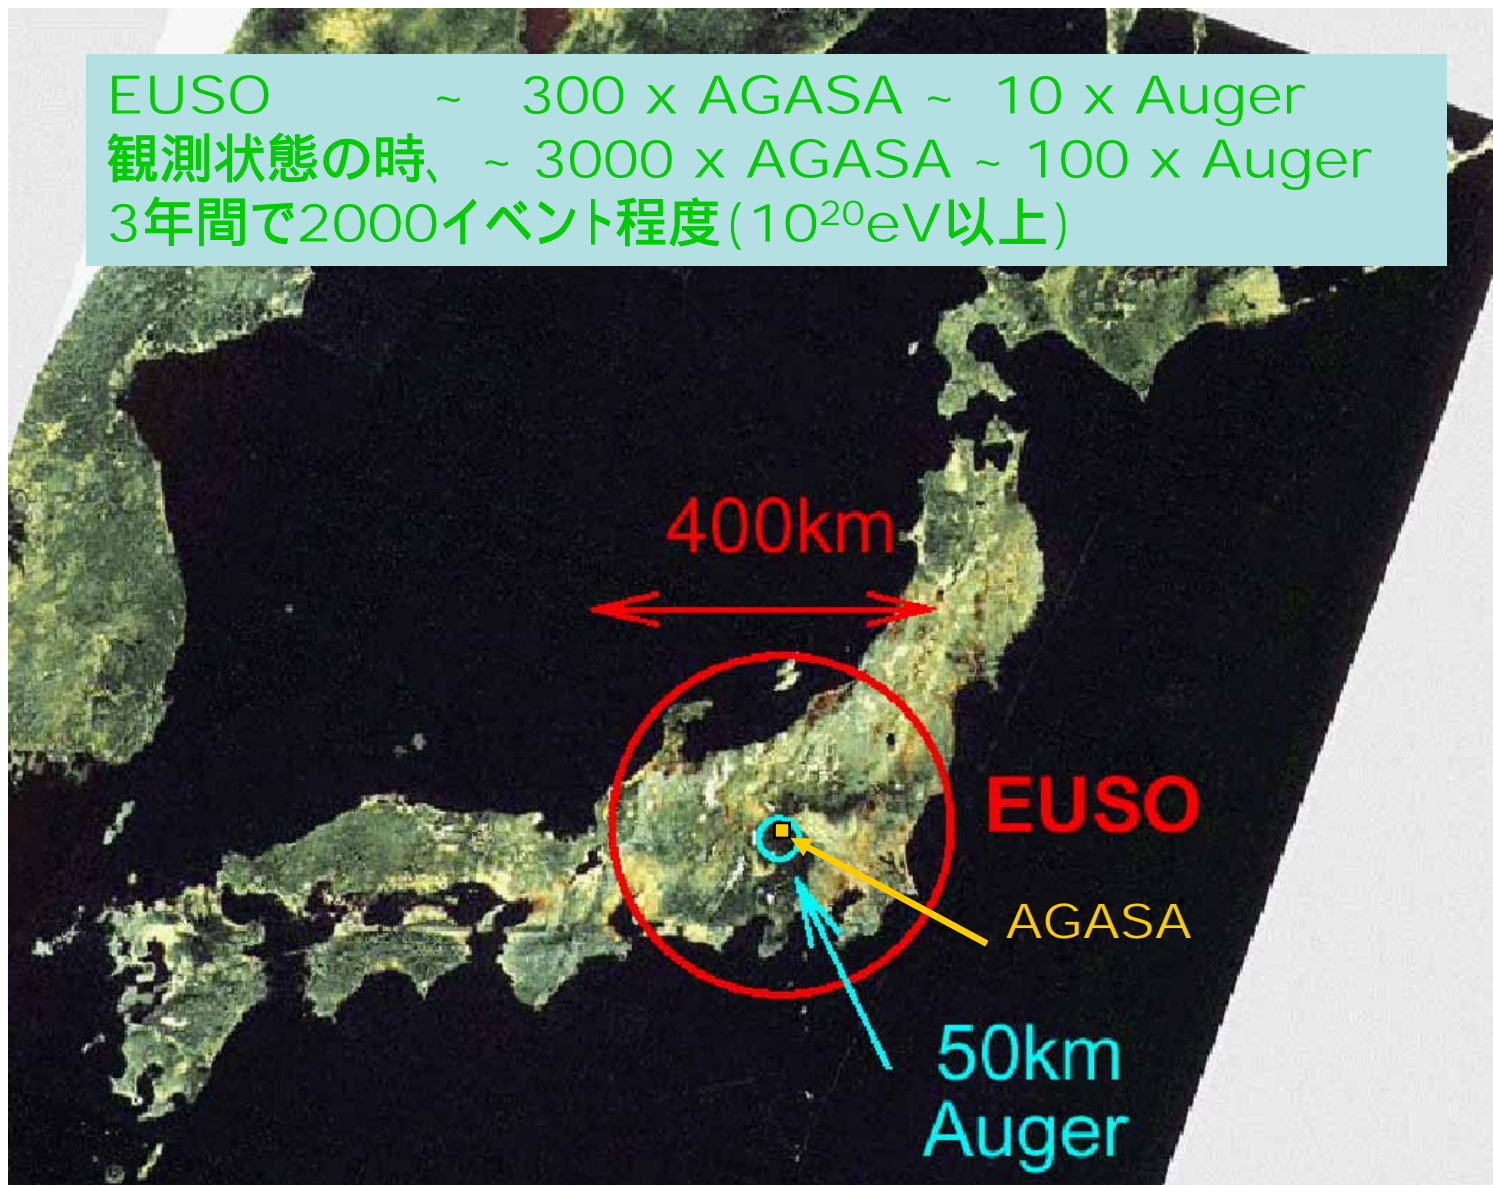 EUSO ~ 300 x AGASA ~ 10 x Auger
観測状態の時、 ~ 3000 x AGASA ~ 100 x Auger
3年間で2000イベント程度(10²⁰eV以上)
400km
EUSO
AGASA
50km
Auger